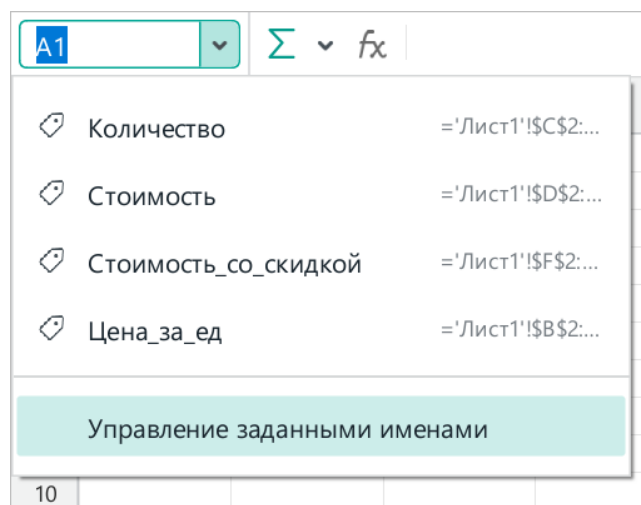 A1 Σ fx
Количество ='Лист1'!$C$2:...
Стоимость ='Лист1'!$D$2:...
Стоимость_со_скидкой ='Лист1'!$F$2:...
Цена_за_ед ='Лист1'!$B$2:...
Управление заданными именами
10